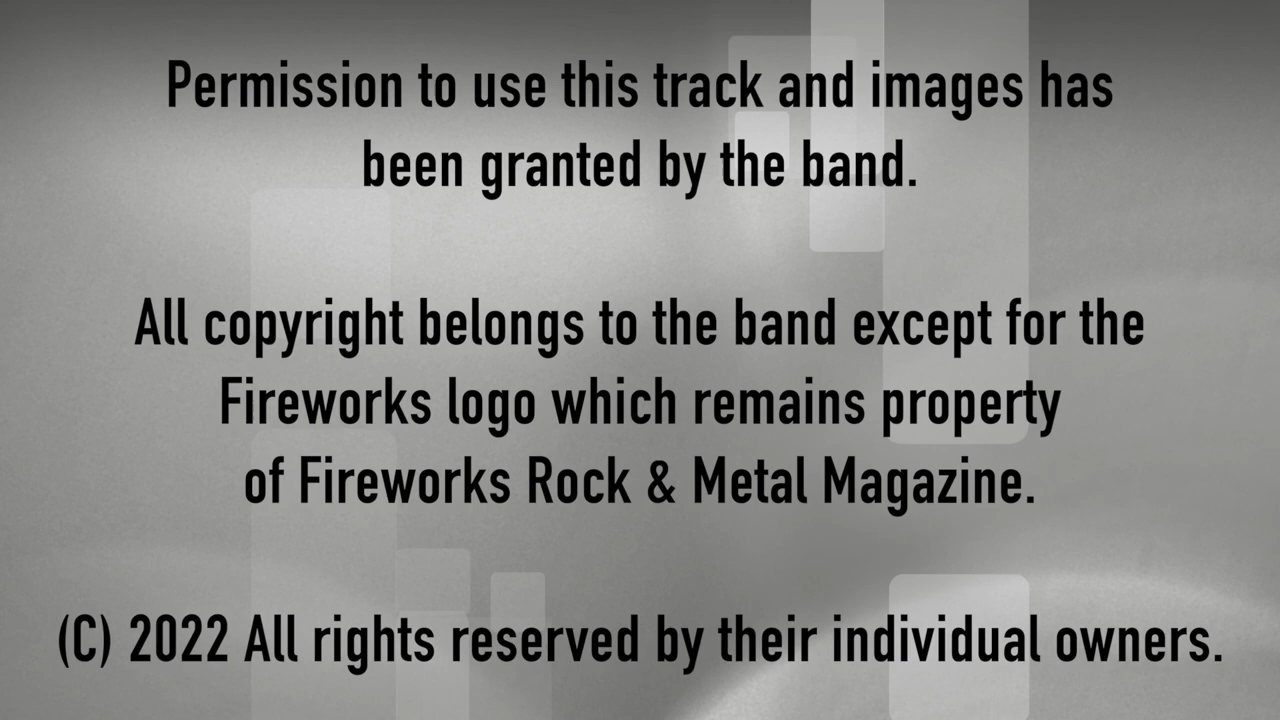 Permission to use this track and images has
been granted by the band.
All copyright belongs to the band except for the
Fireworks logo which remains property
of Fireworks Rock & Metal Magazine.
(C) 2022 All rights reserved by their individual owners.